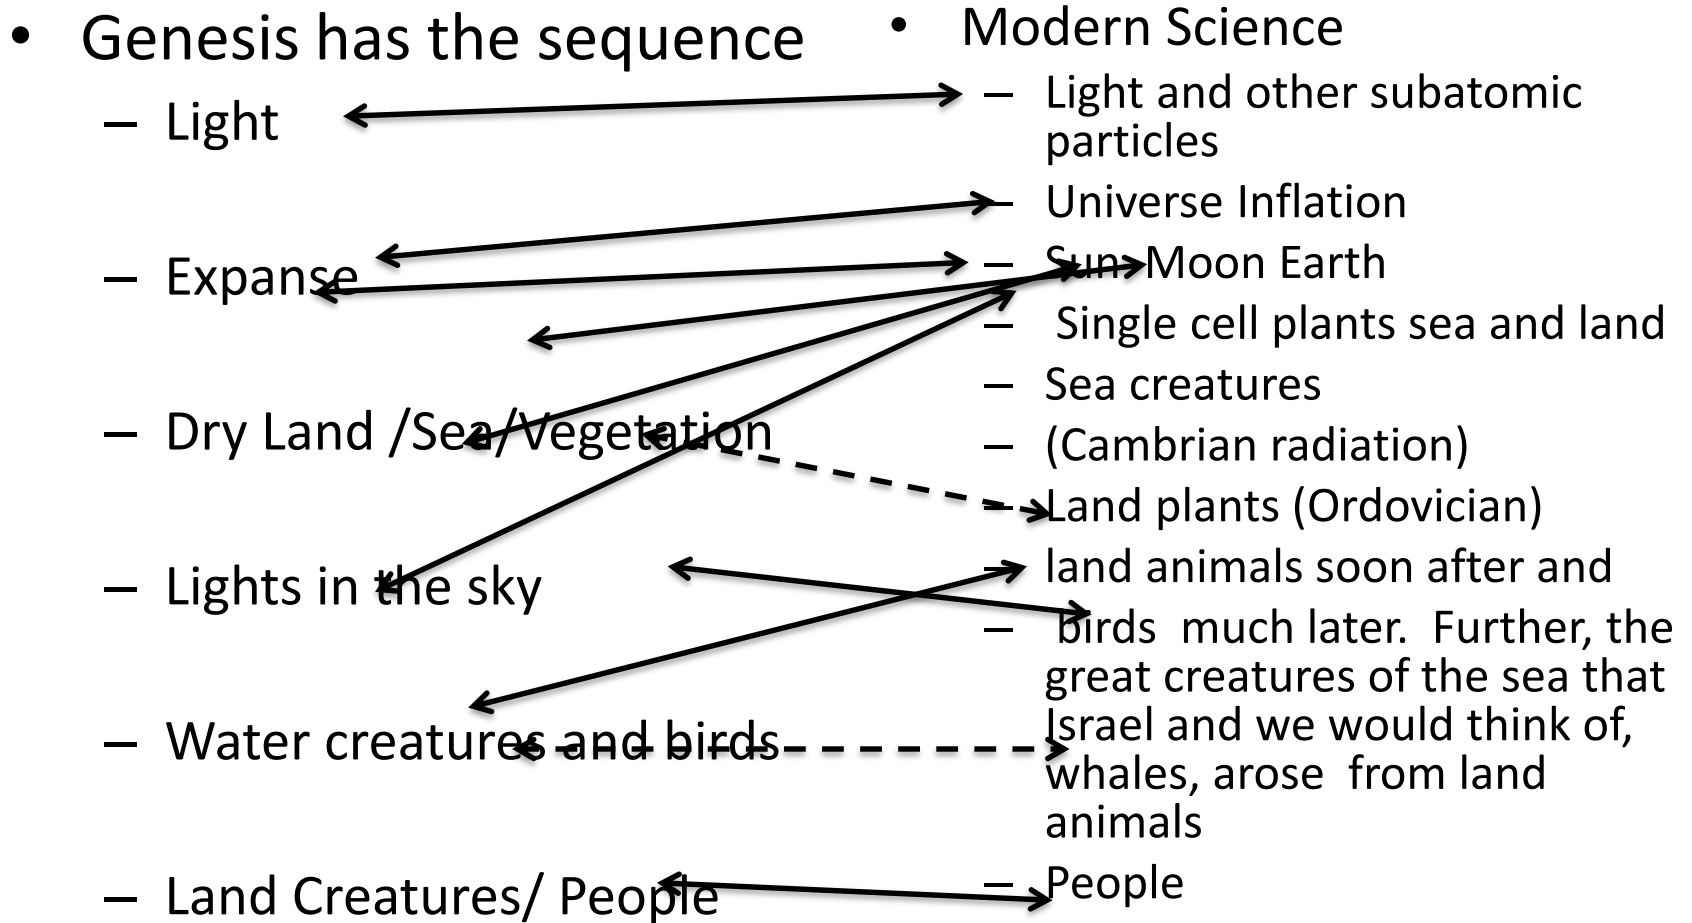 • Genesis has the sequence
– Light
– Expanse
– Dry Land /Sea/Vegetation
– Lights in the sky
– Water creatures and birds
– Land Creatures/ People
• Modern Science
– Light and other subatomic
particles
– Universe Inflation
– Sun Moon Earth
– Single cell plants sea and land
– Sea creatures
– (Cambrian radiation)
– Land plants (Ordovician)
– land animals soon after and
– birds much later. Further, the
great creatures of the sea that
Israel and we would think of,
whales, arose from land
animals
– People